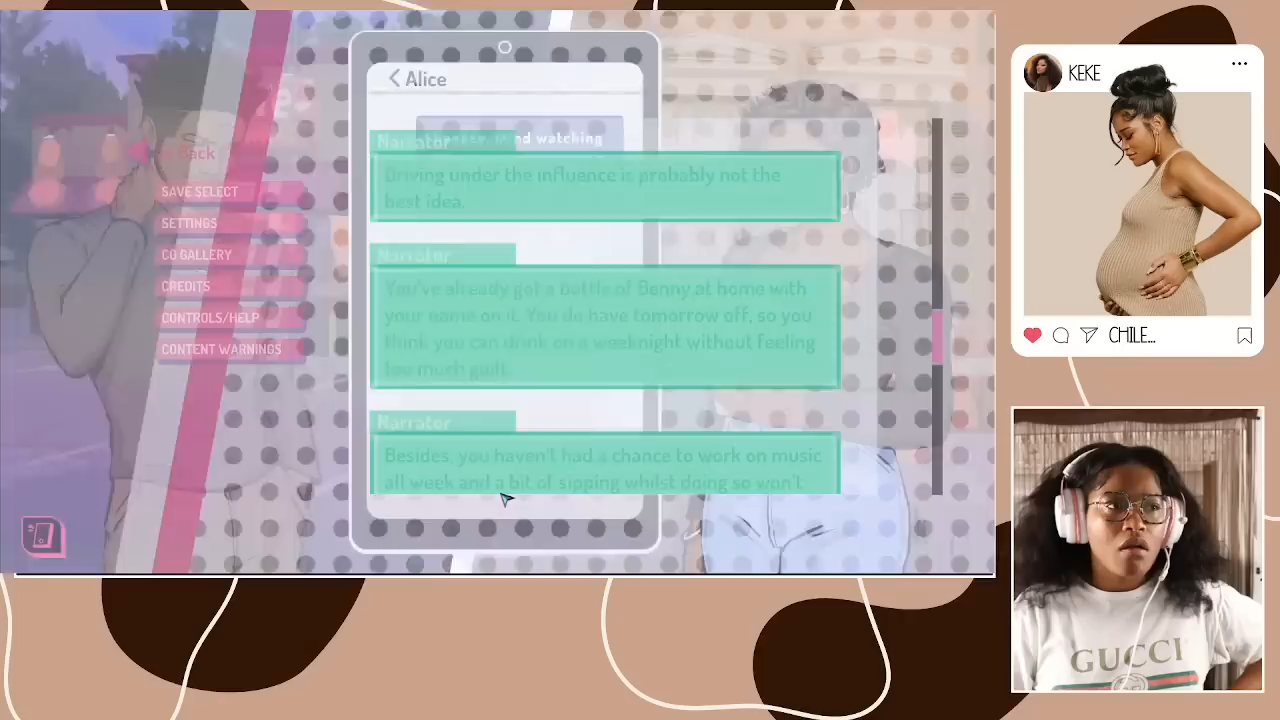 Alice
nd watching
Narrator
Driving under the influence is probably not the
best idea.
Back
SAVE SELECT
SETTINGS
CG GALLERY
CREDITS
CONTROLS/HELP
CONTENT WARNINGS
Narrator
You've already got a bottle of Benny at home with
your name on it. You do have tomorrow off, so you
think you can drink on a weeknight without feeling
too much guilt.
Narrator
Besides, you haven't had a chance to work on music
all week and a bit of sipping whilst doing so won't
KEKE
CHILE...
GUCCI